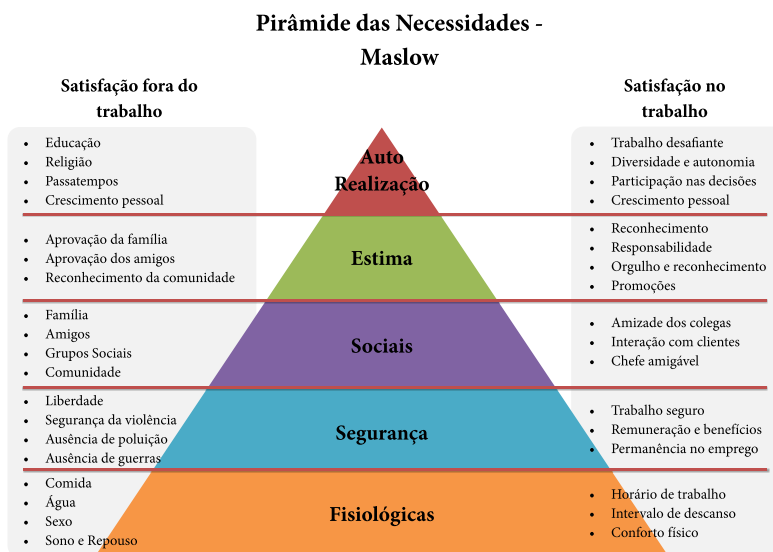 Pirâmide das Necessidades -
Maslow
Satisfação fora do
trabalho
Satisfação no
trabalho
• Educação
• Religião
• Passatempos
• Crescimento pessoal
Auto
Realização
• Trabalho desafiante
• Diversidade e autonomia
• Participação nas decisões
• Crescimento pessoal
• Aprovação da família
• Aprovação dos amigos
• Reconhecimento da comunidade
Estima
• Reconhecimento
• Responsabilidade
• Orgulho e reconhecimento
• Promoções
• Família
• Amigos
• Grupos Sociais
• Comunidade
Sociais
• Amizade dos colegas
• Interação com clientes
• Chefe amigável
• Liberdade
• Segurança da violência
• Ausência de poluição
• Ausência de guerras
Segurança
• Trabalho seguro
• Remuneração e benefícios
• Permanência no emprego
• Comida
• Água
• Sexo
• Sono e Repouso
Fisiológicas
• Horário de trabalho
• Intervalo de descanso
• Conforto físico